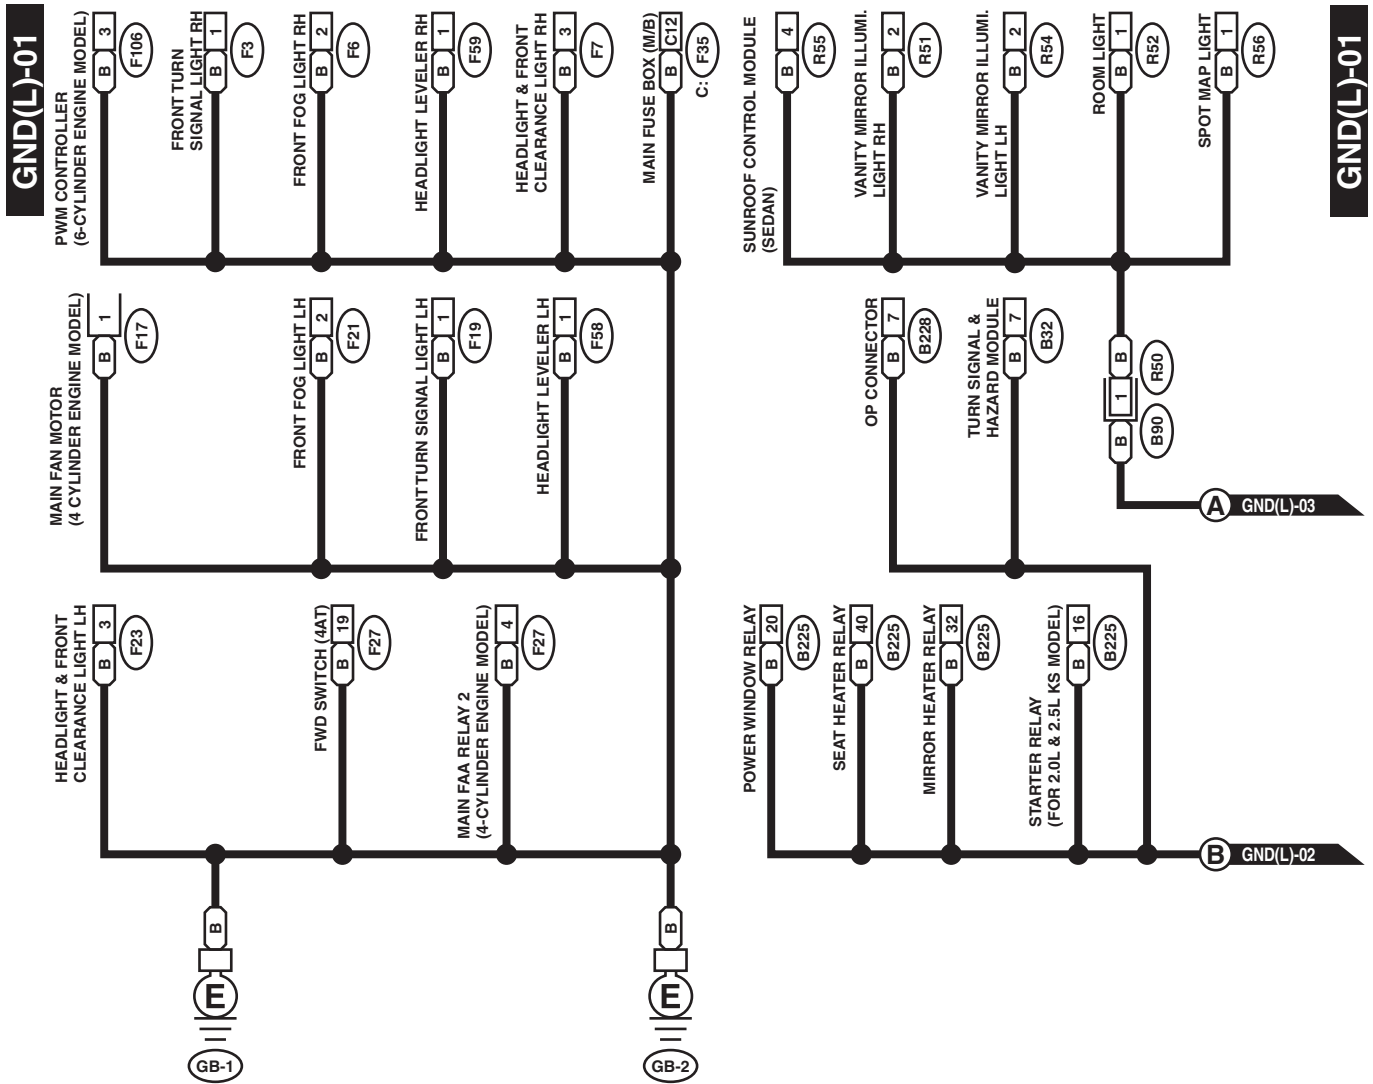 GND(L)-01
GND(L)-01
PWM CONTROLLER
(6-CYLINDER ENGINE MODEL)
3
B
F106
FRONT TURN
SIGNAL LIGHT RH
1
B
F3
FRONT FOG LIGHT RH
2
B
F6
HEADLIGHT LEVELER RH
1
B
F59
HEADLIGHT & FRONT
CLEARANCE LIGHT RH
3
B
F7
MAIN FUSE BOX (M/B)
C12
B
C: F35
SUNROOF CONTROL MODULE
(SEDAN)
4
B
R55
VANITY MIRROR ILLUMI.
LIGHT RH
2
B
R51
VANITY MIRROR ILLUMI.
LIGHT LH
2
B
R54
ROOM LIGHT
1
B
R52
SPOT MAP LIGHT
1
B
R56
MAIN FAN MOTOR
(4 CYLINDER ENGINE MODEL)
1
B
F17
FRONT FOG LIGHT LH
2
B
F21
FRONT TURN SIGNAL LIGHT LH
1
B
F19
HEADLIGHT LEVELER LH
1
B
F58
OP CONNECTOR
7
B
B228
TURN SIGNAL &
HAZARD MODULE
7
B
B32
B
R50
1
B
B90
A GND(L)-03
HEADLIGHT & FRONT
CLEARANCE LIGHT LH
3
B
F23
FWD SWITCH (4AT)
19
B
F27
MAIN FAA RELAY 2
(4-CYLINDER ENGINE MODEL)
4
B
F27
POWER WINDOW RELAY
20
B
B225
SEAT HEATER RELAY
40
B
B225
MIRROR HEATER RELAY
32
B
B225
STARTER RELAY
(FOR 2.0L & 2.5L KS MODEL)
16
B
B225
B GND(L)-02
B
E
GB-1
B
E
GB-2